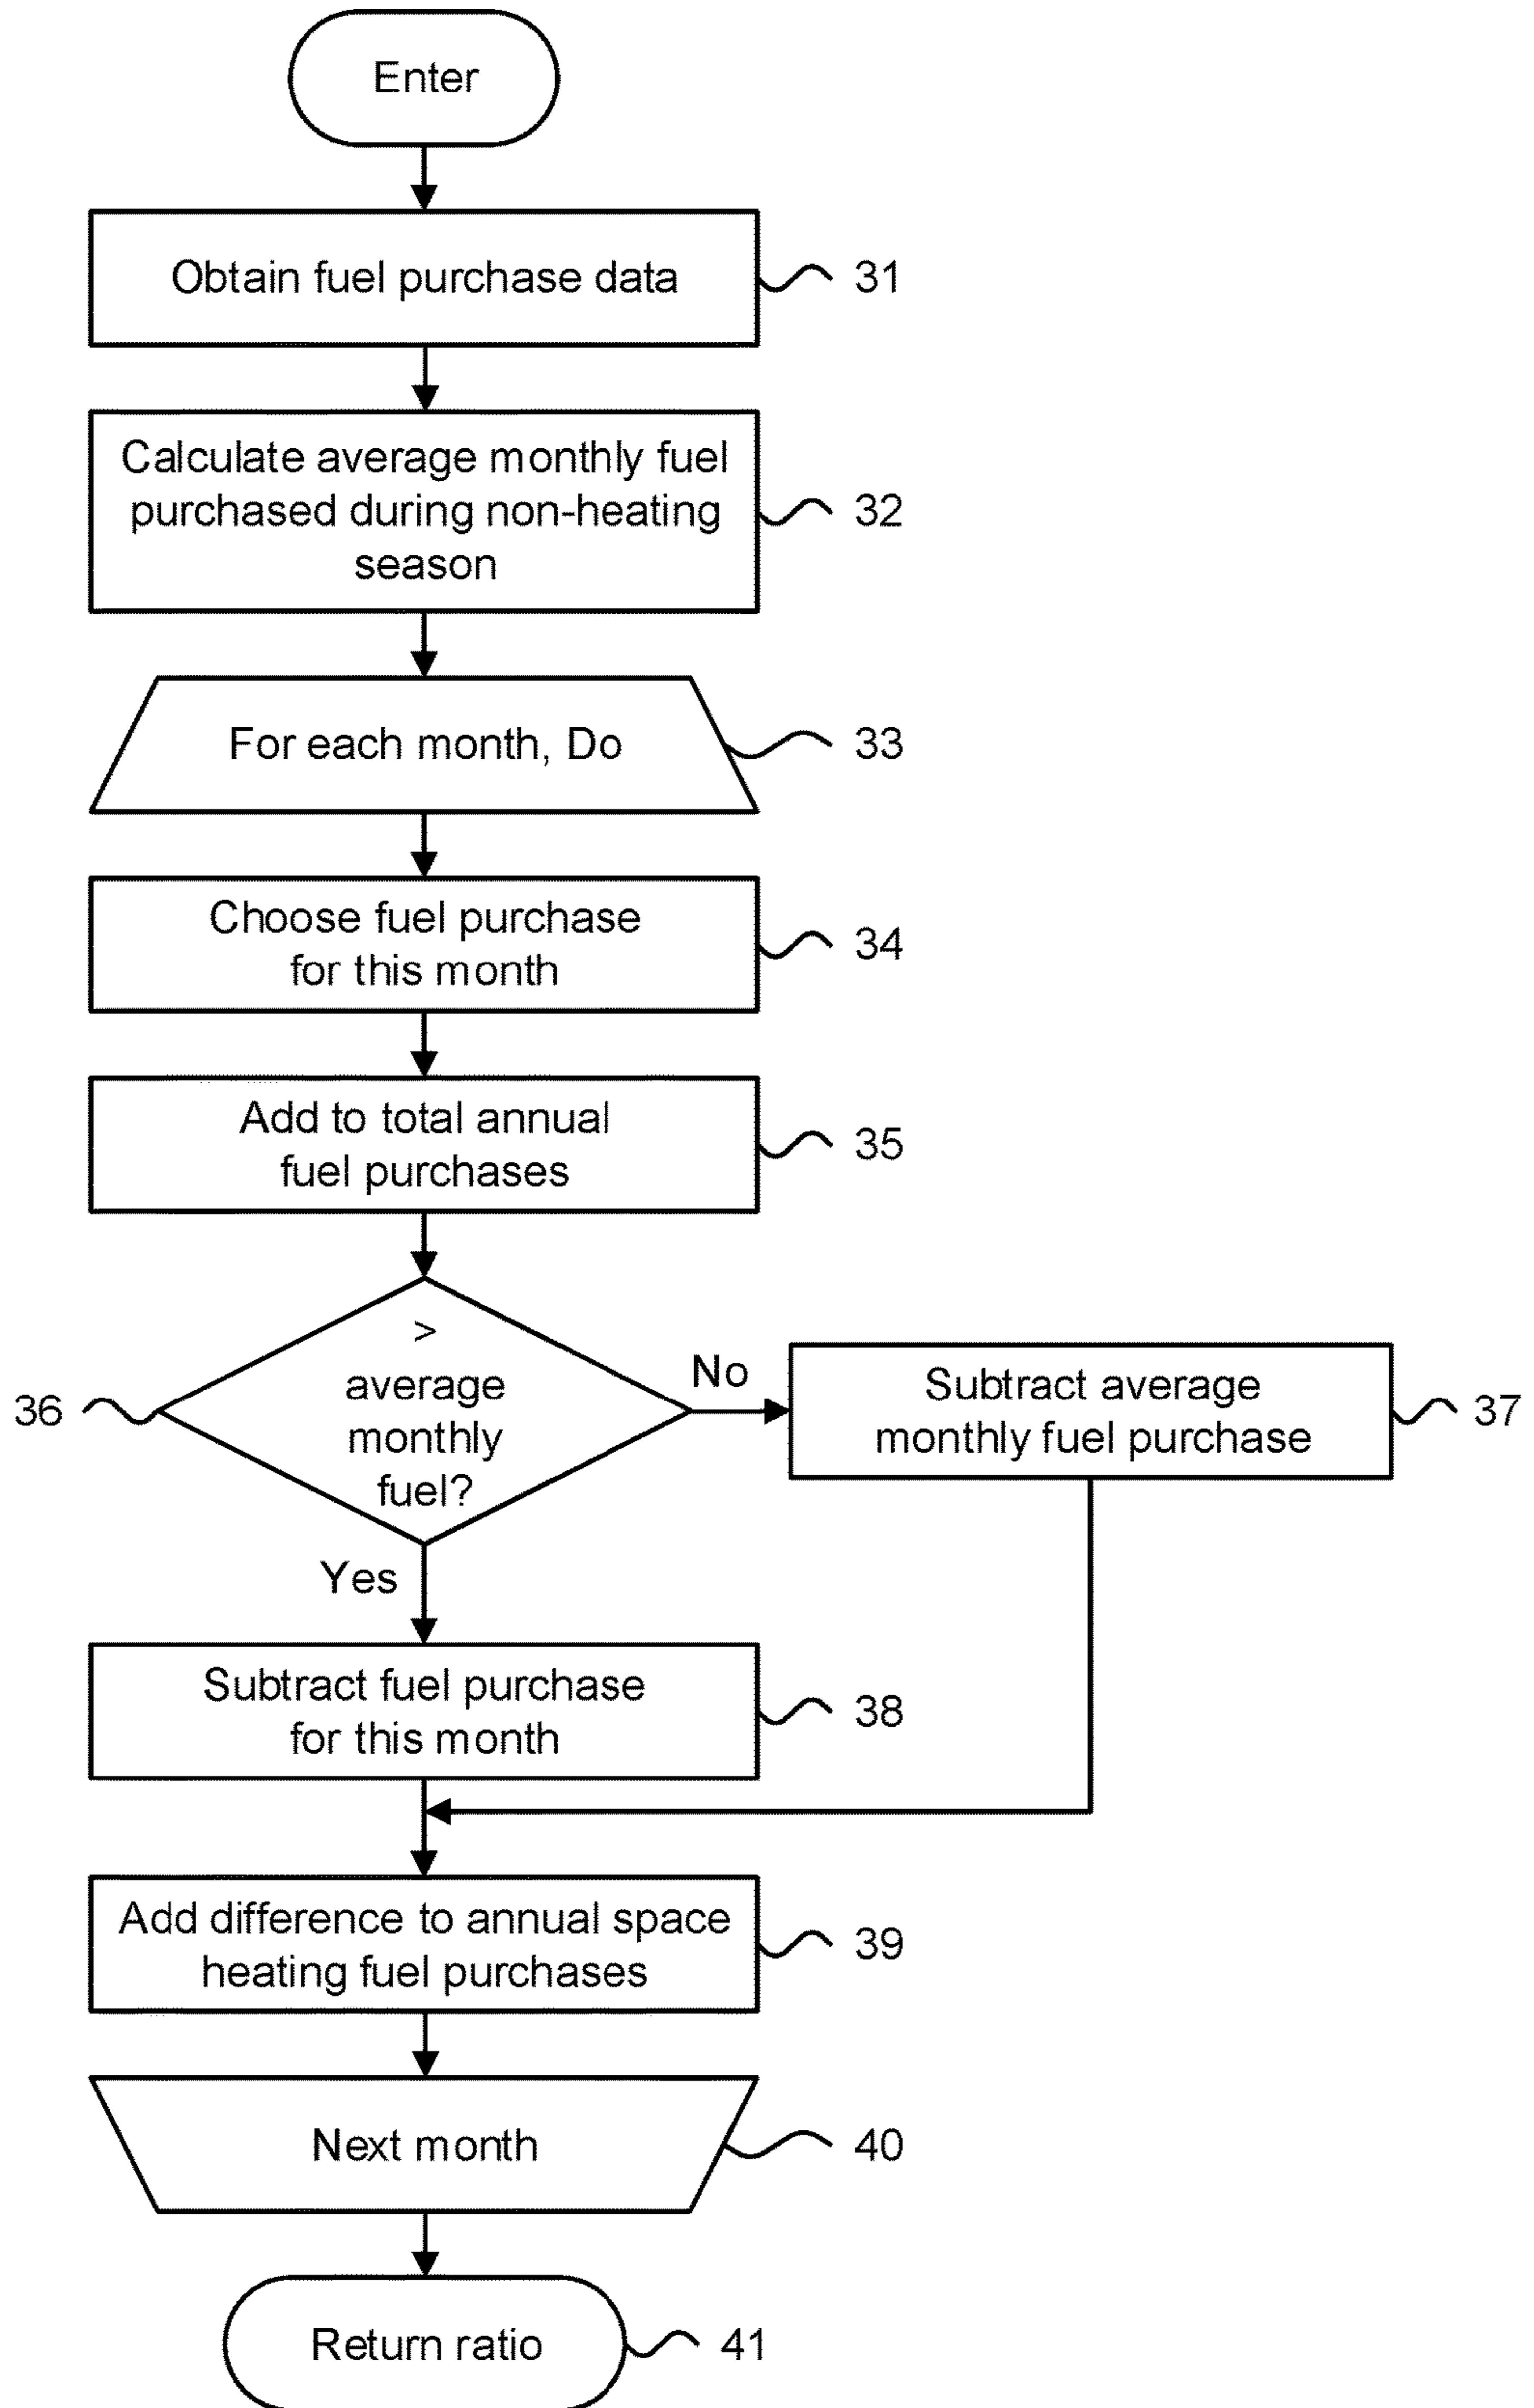 Enter
Obtain fuel purchase data
31
Calculate average monthly fuel
purchased during non-heating
season
32
For each month, Do
33
Choose fuel purchase
for this month
34
Add to total annual
fuel purchases
35
>
average
monthly
fuel?
36
No
Subtract average
monthly fuel purchase
37
Yes
Subtract fuel purchase
for this month
38
Add difference to annual space
heating fuel purchases
39
Next month
40
Return ratio
41